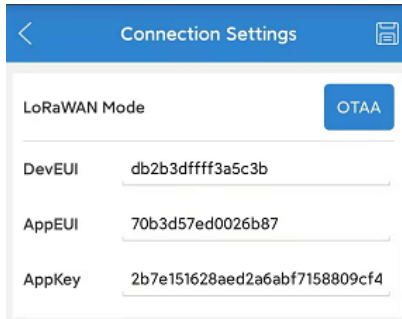 Connection Settings
LoRaWAN Mode OTAA
DevEUI db2b3dffff3a5c3b
AppEUI 70b3d57ed0026b87
AppKey 2b7e151628aed2a6abf7158809cf4